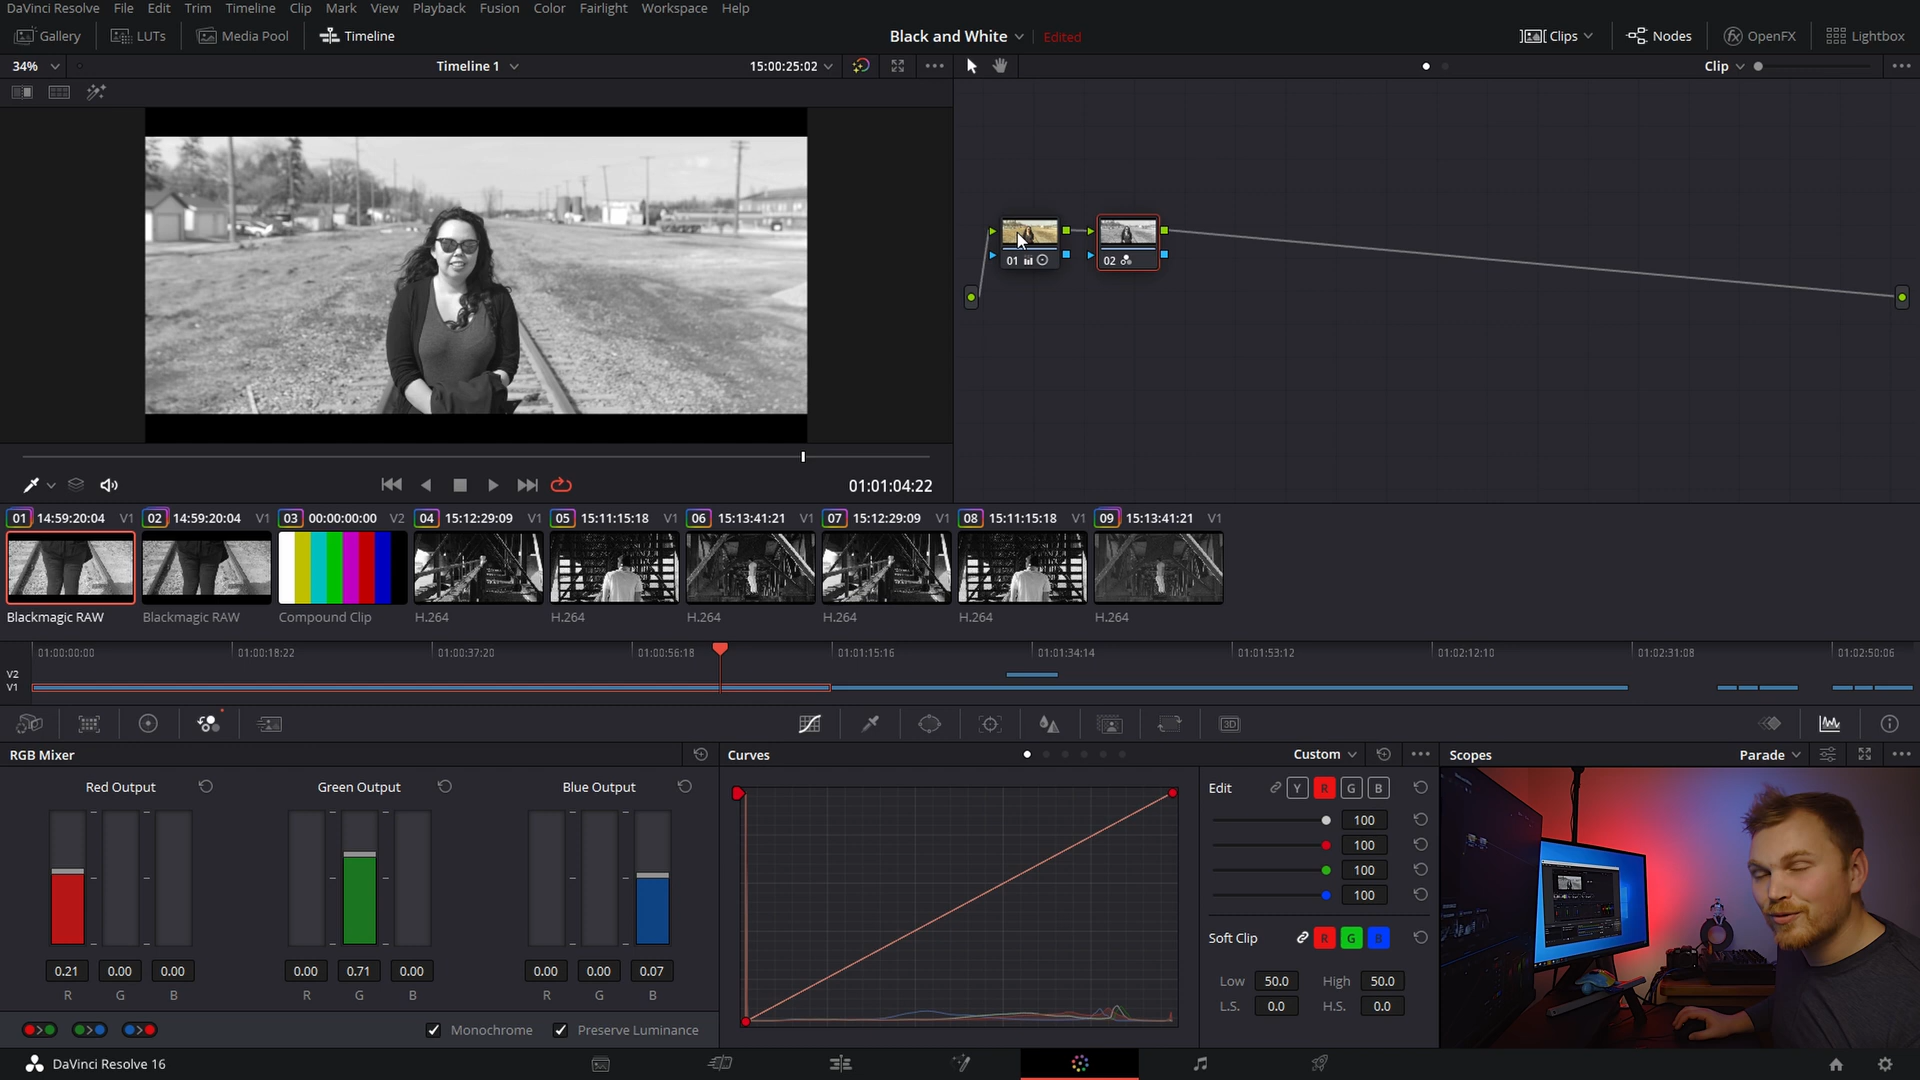 DaVinci Resolve File Edit Trim Timeline Clip Mark View Playback Fusion Color Fairlight Workspace Help
Gallery LUTs Media Pool Timeline Black and White Edited Clips Nodes OpenFX Lightbox
34% Timeline 1 15:00:25:02 Clip
01 02
01:01:04:22
01 14:59:20:04 V1 02 14:59:20:04 V1 03 00:00:00:00 V2 04 15:12:29:09 V1 05 15:11:15:18 V1 06 15:13:41:21 V1 07 15:12:29:09 V1 08 15:11:15:18 V1 09 15:13:41:21 V1
Blackmagic RAW Blackmagic RAW Compound Clip H.264 H.264 H.264 H.264 H.264 H.264
01:00:00:00 01:00:18:22 01:00:37:20 01:00:56:18 01:01:15:16 01:01:34:14 01:01:53:12 01:02:12:10 01:02:31:08 01:02:50:06
V2
V1
3D
RGB Mixer Curves Custom Scopes Parade
Red Output Green Output Blue Output Edit Y R G B
100
100
100
100
Soft Clip R G B
0.21 0.00 0.00 0.00 0.71 0.00 0.00 0.00 0.07 Low 50.0 High 50.0
R G B R G B R G B L.S. 0.0 H.S. 0.0
Monochrome Preserve Luminance
DaVinci Resolve 16